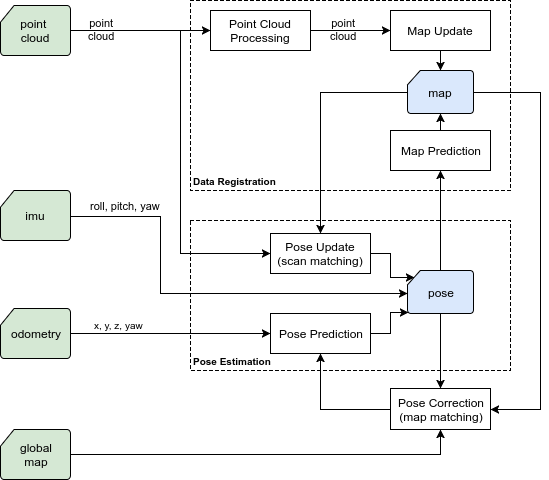 point
cloud
point
cloud
Point Cloud
Processing
point
cloud
Map Update
map
Map Prediction
Data Registration
imu
roll, pitch, yaw
Pose Update
(scan matching)
pose
odometry
x, y, z, yaw
Pose Prediction
Pose Estimation
Pose Correction
(map matching)
global
map